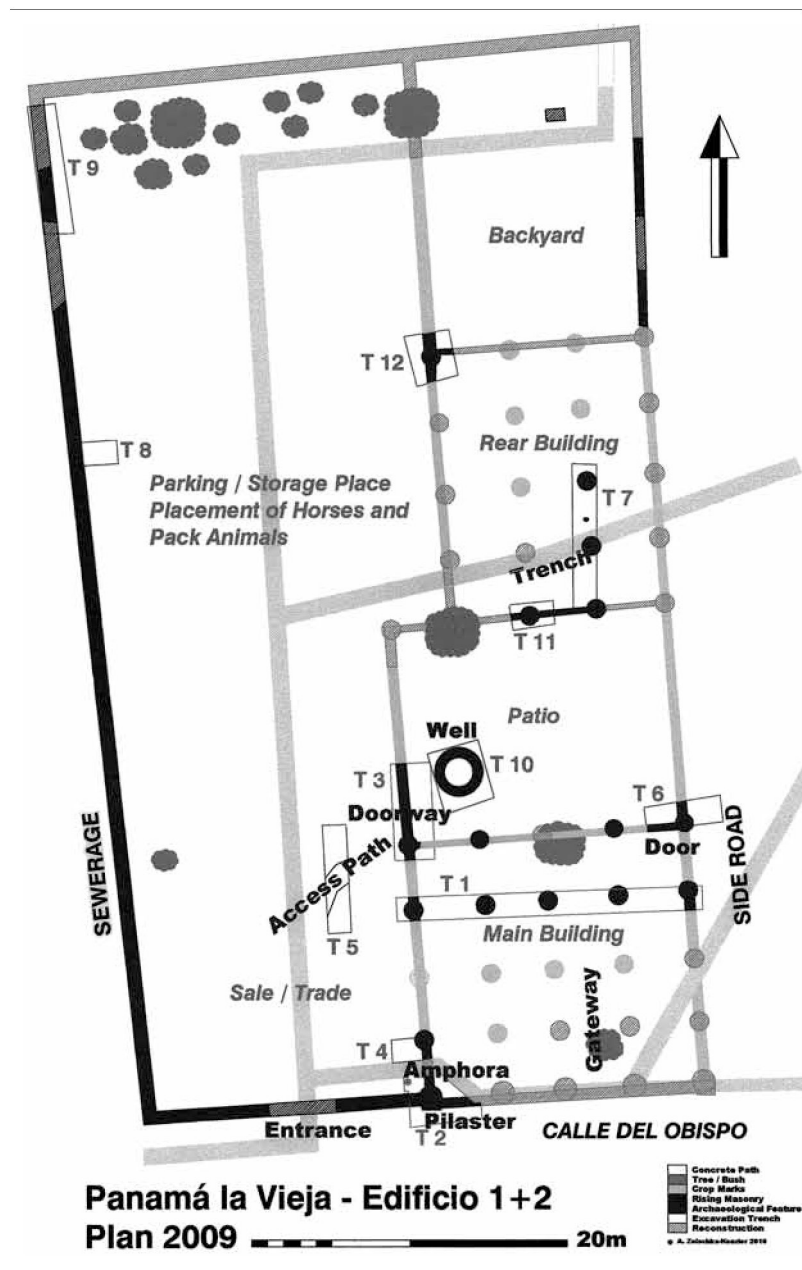 T 9
Backyard
T 12
T 8
Rear Building
Parking / Storage Place
Placement of Horses and
Pack Animals
T 7
Trench
T 11
Patio
Well
T 3
T 10
T 6
Doorway
Door
SEWERAGE
SIDE ROAD
Access Path
T 1
T 5
Main Building
Sale / Trade
Gateway
T 4
Amphora
Entrance
Pilaster
T 2
CALLE DEL OBISPO
Panamá la Vieja - Edificio 1+2
Plan 2009
20m
Concrete Path
Tree / Bush
Crop Marks
Rising Masonry
Archaeological Feature
Excavation Trench
Reconstruction